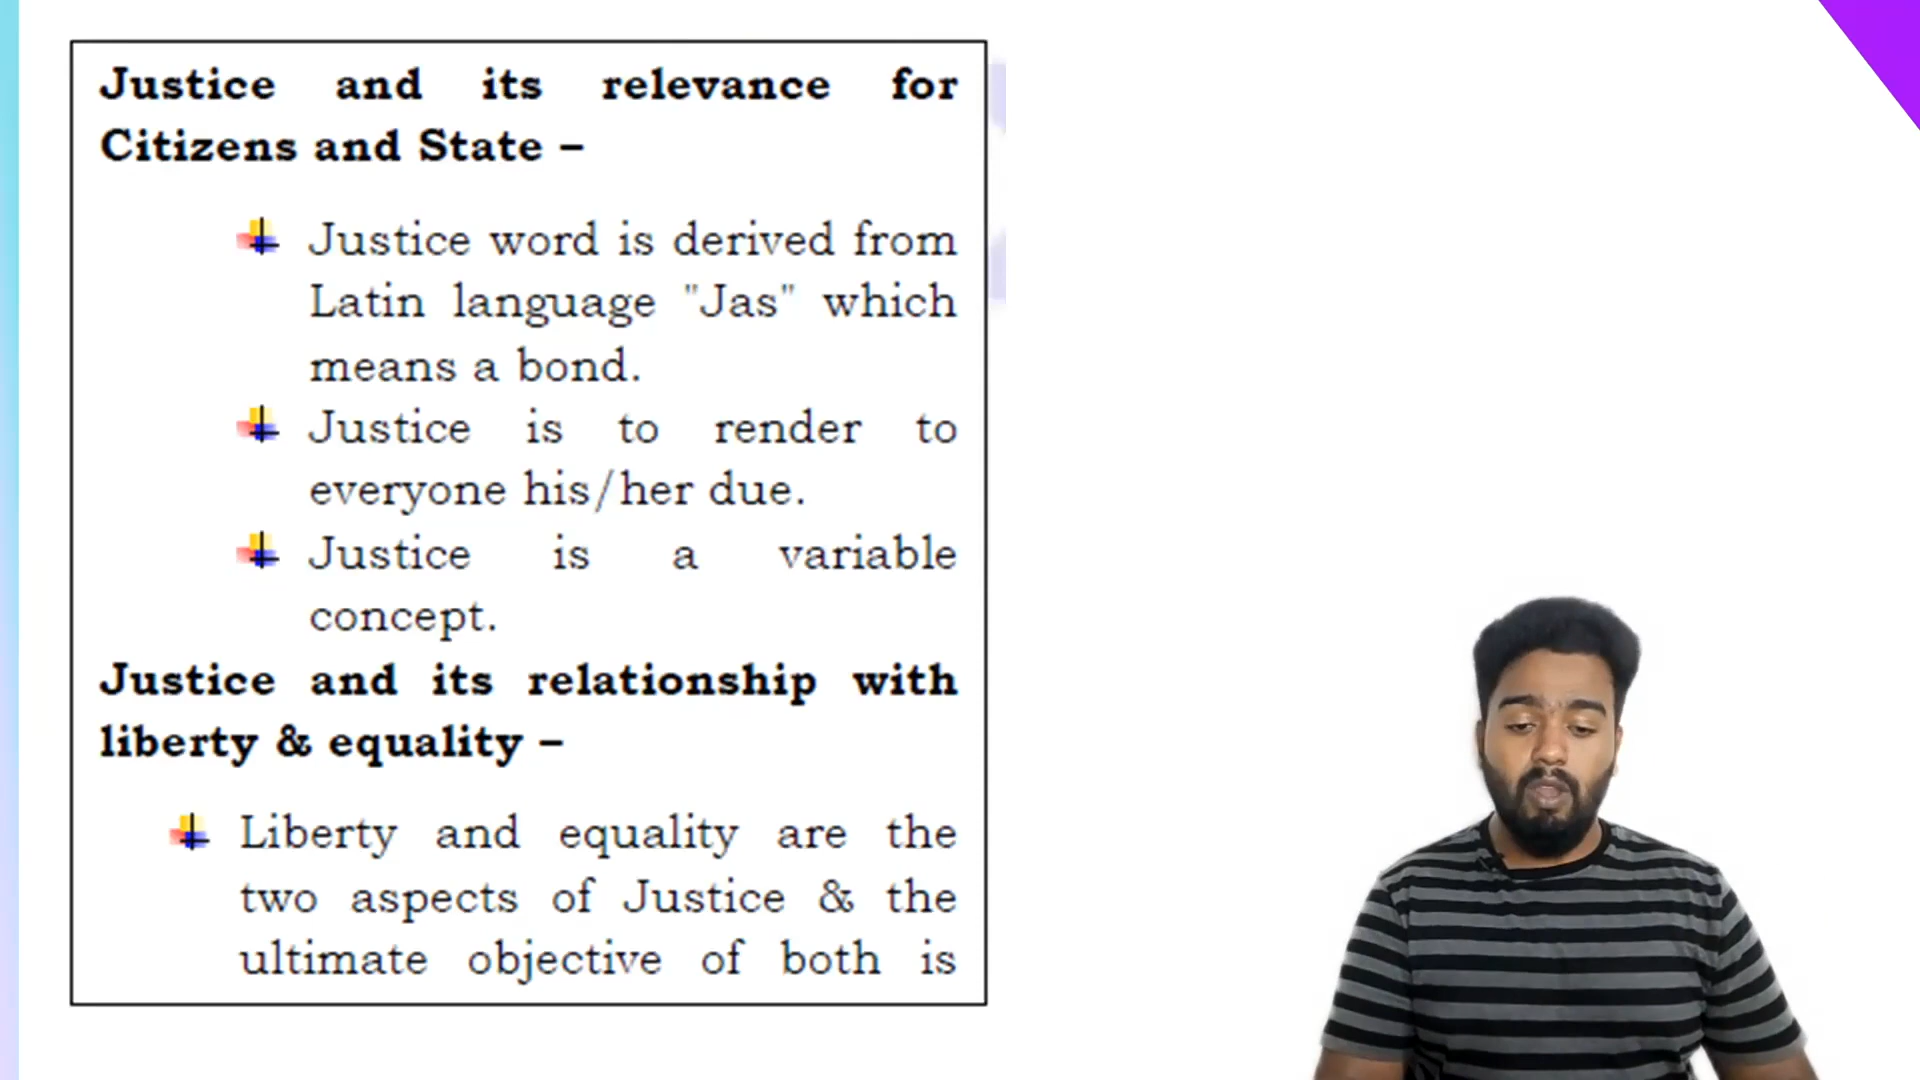 Justice and its relevance for
Citizens and State –
Justice word is derived from
Latin language "Jas" which
means a bond.
Justice is to render to
everyone his/her due.
Justice is a variable
concept.
Justice and its relationship with
liberty & equality –
Liberty and equality are the
two aspects of Justice & the
ultimate objective of both is